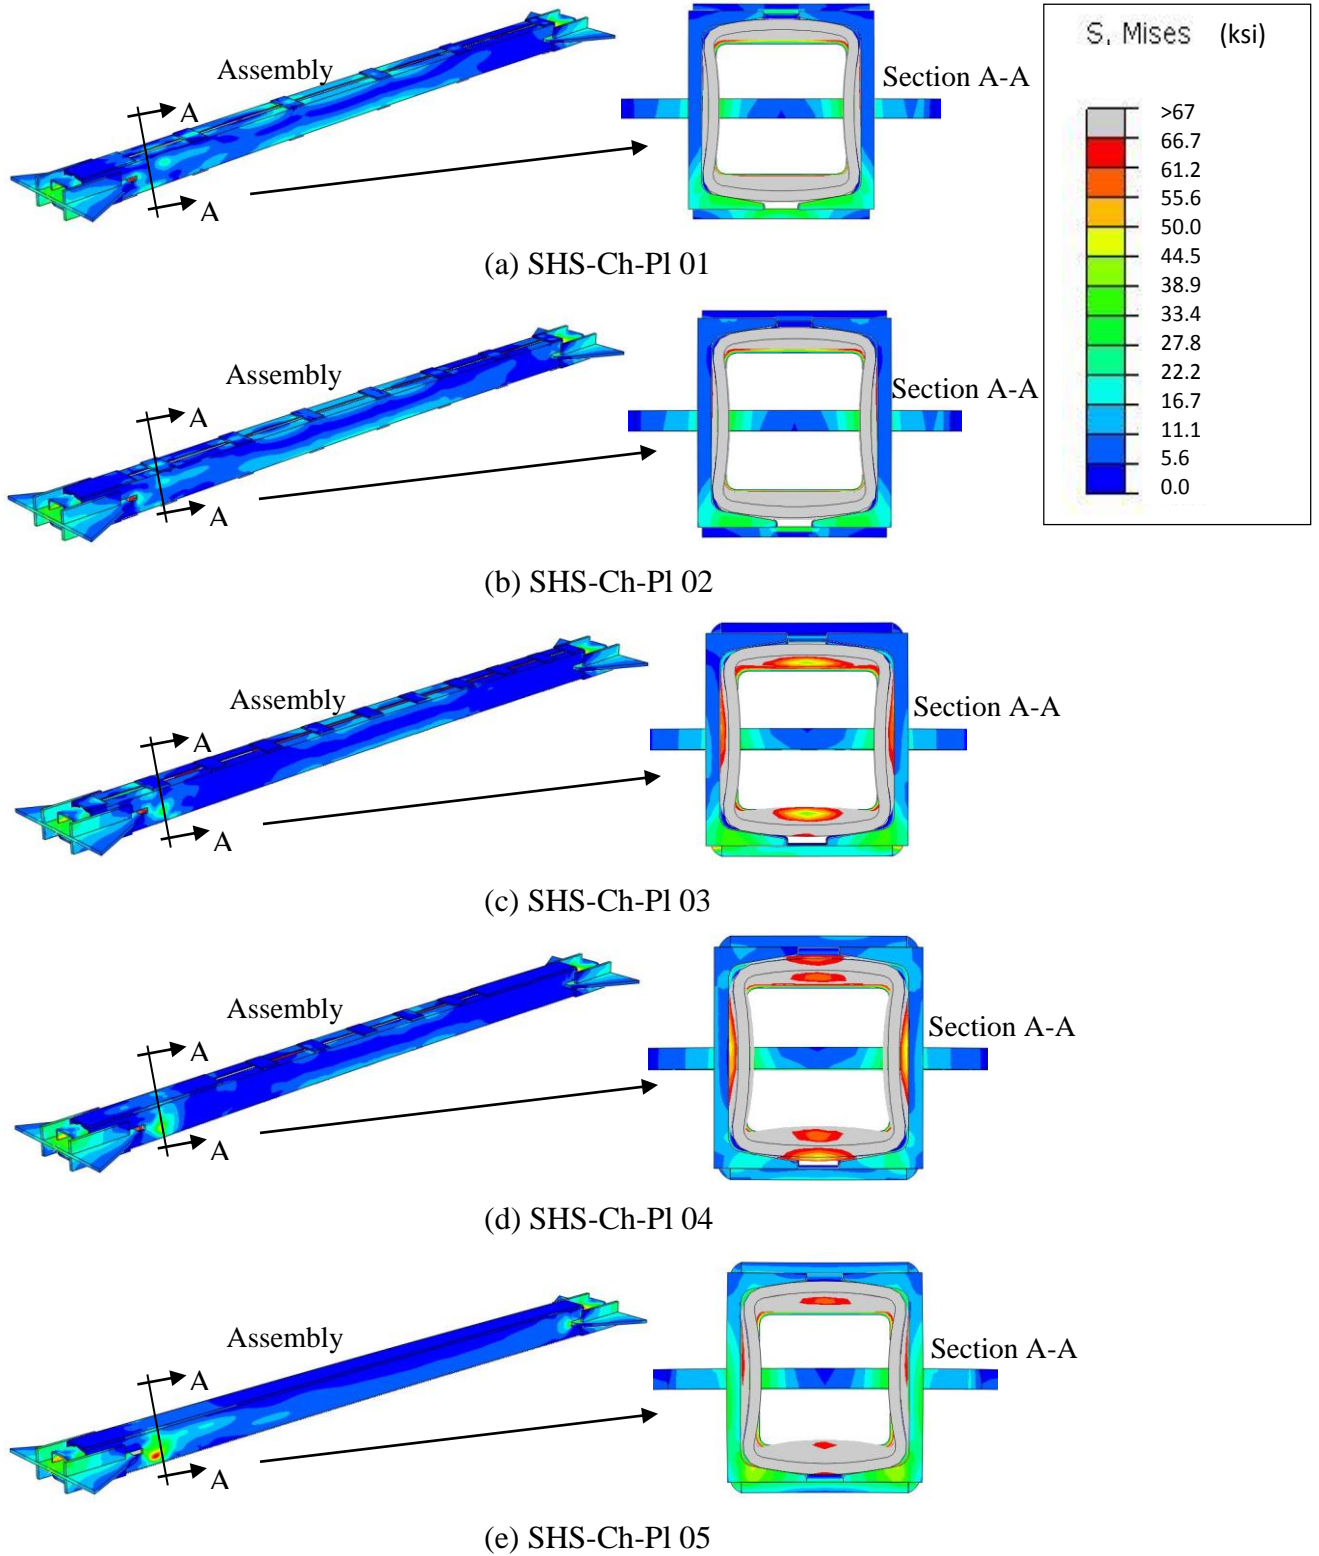 Assembly
A
A
Section A-A
(a) SHS-Ch-Pl 01
S, Mises (ksi)
>67
66.7
61.2
55.6
50.0
44.5
38.9
33.4
27.8
22.2
16.7
11.1
5.6
0.0
Assembly
A
A
Section A-A
(b) SHS-Ch-Pl 02
Assembly
A
A
Section A-A
(c) SHS-Ch-Pl 03
Assembly
A
A
Section A-A
(d) SHS-Ch-Pl 04
Assembly
A
A
Section A-A
(e) SHS-Ch-Pl 05